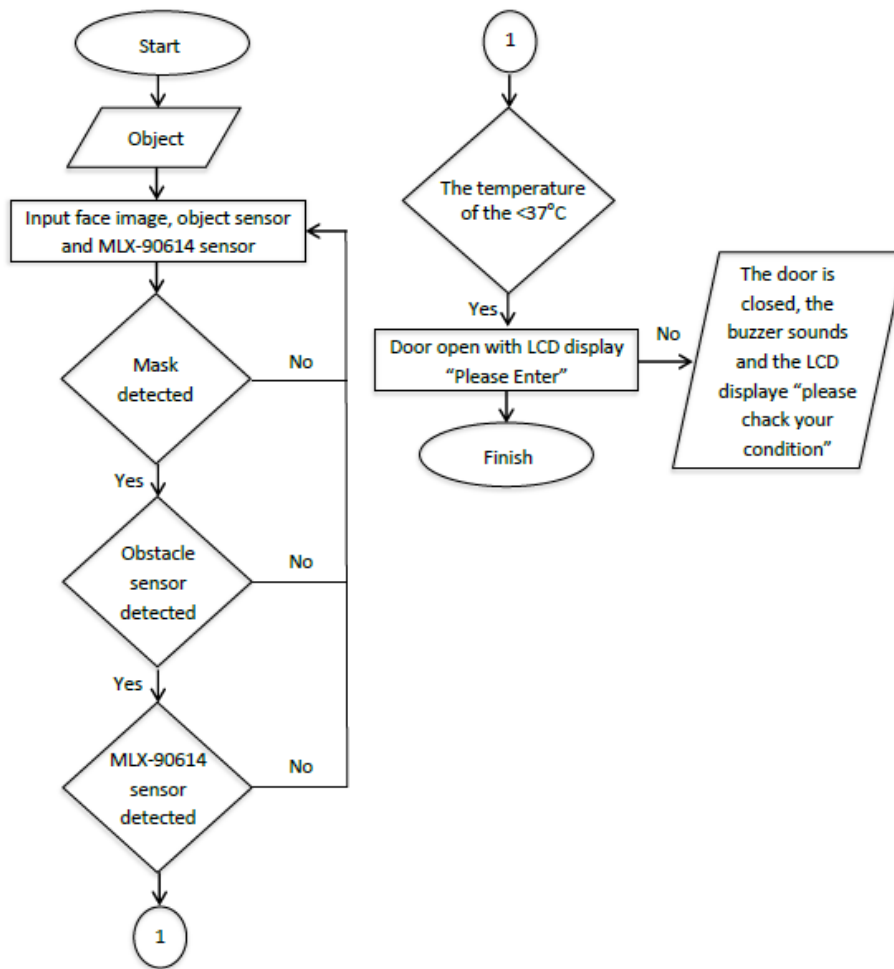 Start
Object
Input face image, object sensor
and MLX-90614 sensor
Mask
detected
No
Yes
Obstacle
sensor
detected
No
Yes
MLX-90614
sensor
detected
No
1
1
The temperature
of the <37°C
Yes
Door open with LCD display
“Please Enter”
No
The door is
closed, the
buzzer sounds
and the LCD
displaye “please
chack your
condition”
Finish